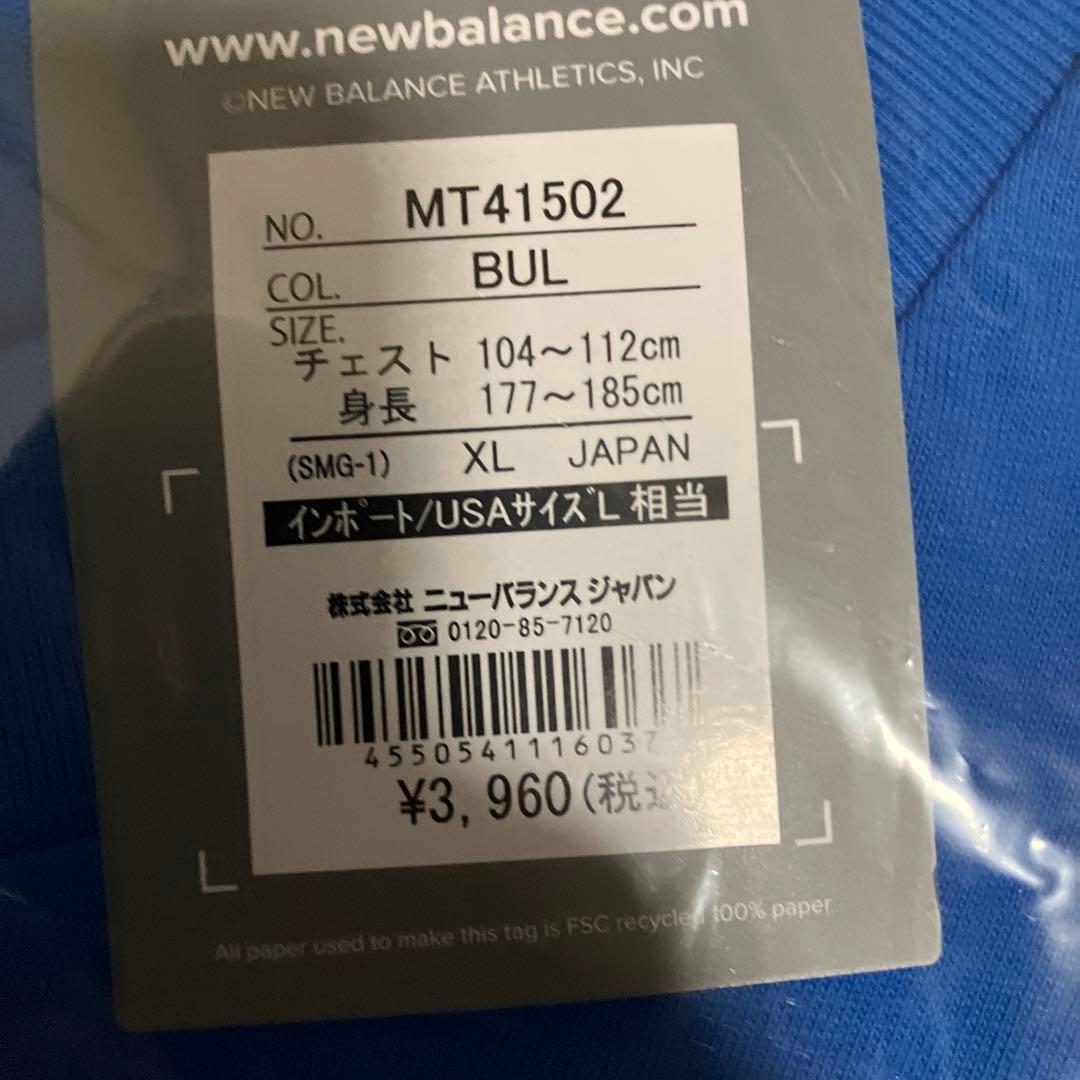 www.newbalance.com
©NEW BALANCE ATHLETICS, INC
NO. MT41502
COL. BUL
SIZE.
チェスト 104～112cm
身長 177～185cm
(SMG-1) XL JAPAN
インポート/USAサイズL 相当
株式会社 ニューバランス ジャパン
0120-85-7120
4550541116037
¥3,960(税込
All paper used to make this tag is FSC recycled 100% paper